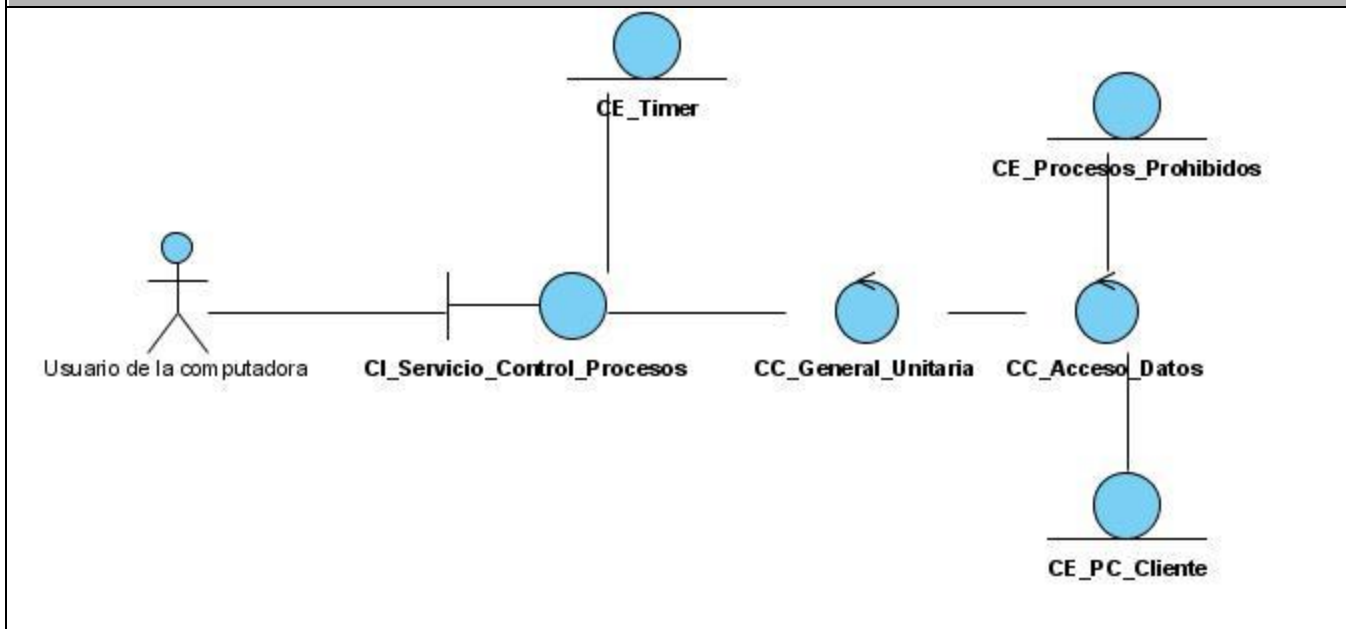 CE_Timer
CE_Procesos_Prohibidos
Usuario de la computadora
CI_Servicio_Control_Procesos
CC_General_Unitaria
CC_Acceso_Datos
CE_PC_Cliente